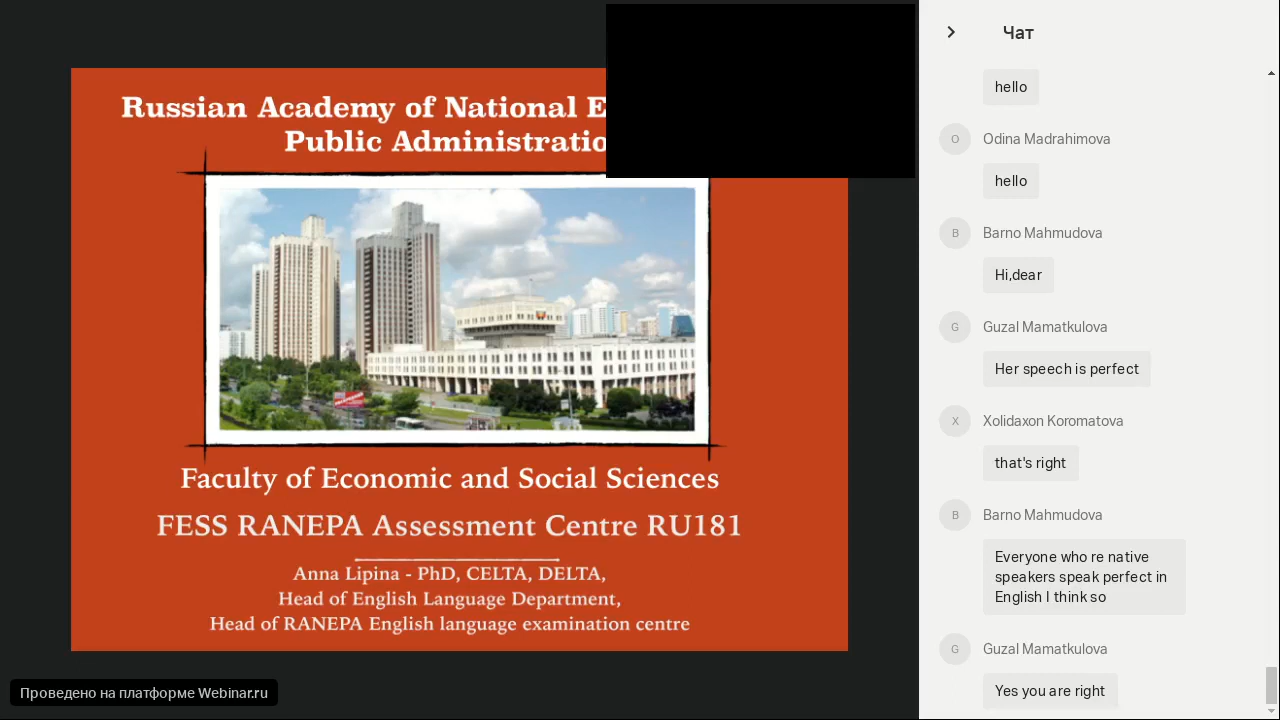 Russian Academy of National E
Public Administratio
Faculty of Economic and Social Sciences
FESS RANEPA Assessment Centre RU181
Anna Lipina - PhD, CELTA, DELTA,
Head of English Language Department,
Head of RANEPA English language examination centre
Проведено на платформе Webinar.ru
Чат
hello
O
Odina Madrahimova
hello
B
Barno Mahmudova
Hi,dear
G
Guzal Mamatkulova
Her speech is perfect
X
Xolidaxon Koromatova
that's right
B
Barno Mahmudova
Everyone who re native
speakers speak perfect in
English I think so
G
Guzal Mamatkulova
Yes you are right